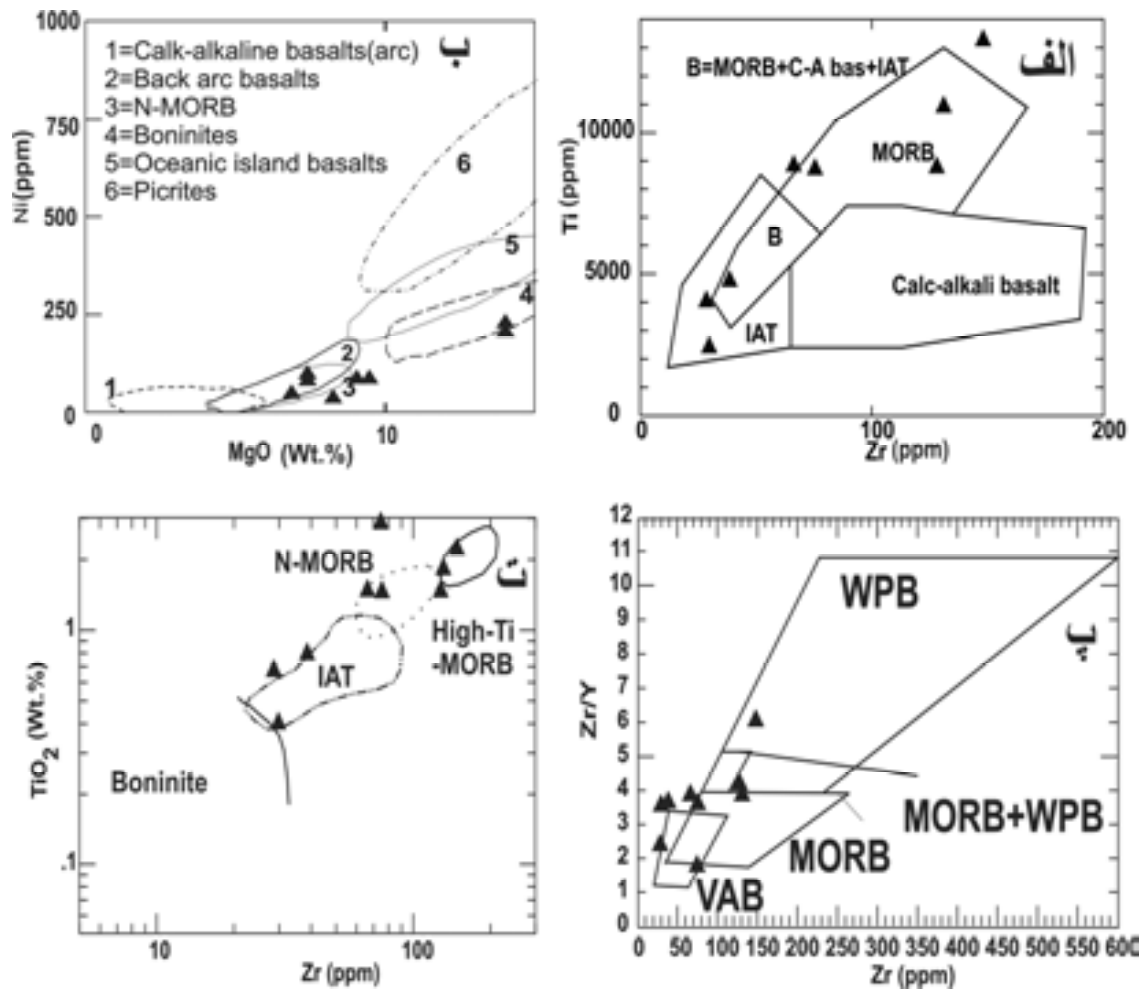 1=Calk-alkaline basalts(arc)
2=Back arc basalts
3=N-MORB
4=Boninites
5=Oceanic island basalts
6=Picrites
ب
1000
750
500
250
0
Ni(ppm)
1
2
3
4
5
6
0
10
MgO (Wt.%)
الف
B=MORB+C-A bas+IAT
10000
5000
0
Ti (ppm)
MORB
B
IAT
Calc-alkali basalt
0
100
200
Zr (ppm)
ت
N-MORB
High-Ti
-MORB
IAT
Boninite
1
.1
TiO2 (Wt.%)
10
100
Zr (ppm)
12
11
10
9
8
7
6
5
4
3
2
1
0
Zr/Y
WPB
پ
MORB+WPB
MORB
VAB
0
50
100
150
200
250
300
350
400
450
500
550
600
Zr (ppm)